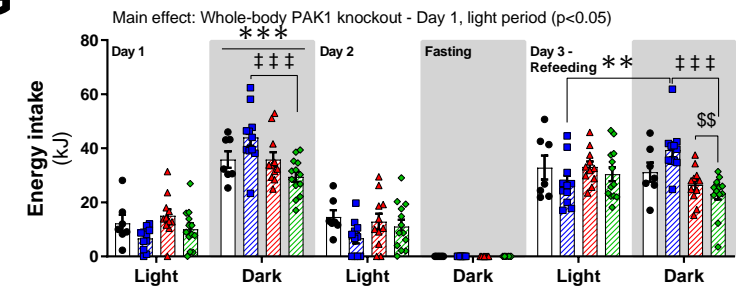 Main effect: Whole-body PAK1 knockout - Day 1, light period (p<0.05)
80
60
40
20
0
Energy intake
(kJ)
Day 1
***
‡‡‡
Day 2
Fasting
Day 3 -
Refeeding
**
‡‡‡
$$
Light
Dark
Light
Dark
Light
Dark